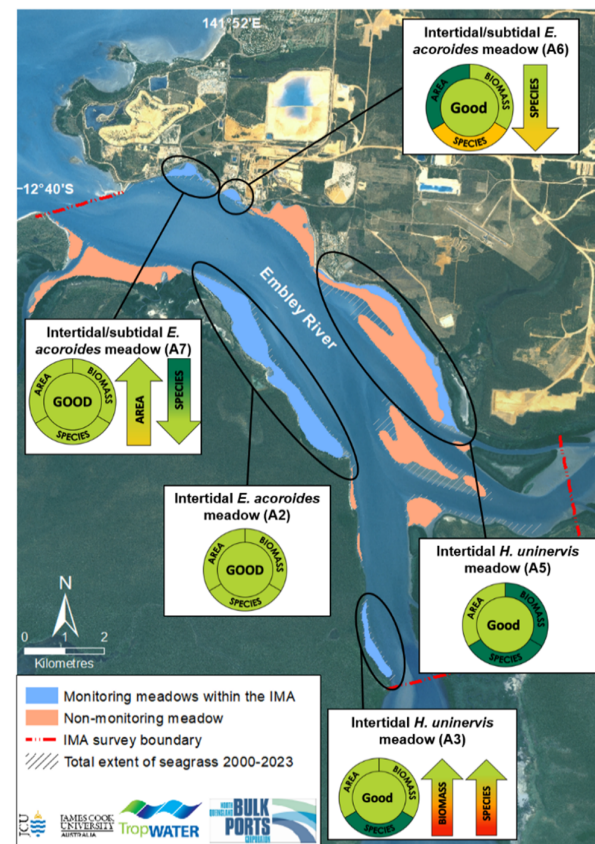 141°52'E
Intertidal/subtidal E.
acoroides meadow (A6)
AREA
BIOMASS
Good
SPECIES
SPECIES
12°40'S
Embley River
Intertidal/subtidal E.
acoroides meadow (A7)
AREA
BIOMASS
GOOD
SPECIES
AREA
SPECIES
Intertidal E. acoroides
meadow (A2)
AREA
BIOMASS
GOOD
SPECIES
Intertidal H. uninervis
meadow (A5)
AREA
BIOMASS
Good
SPECIES
N
0 1 2
Kilometres
Monitoring meadows within the IMA
Non-monitoring meadow
IMA survey boundary
Total extent of seagrass 2000-2023
Intertidal H. uninervis
meadow (A3)
AREA
BIOMASS
Good
SPECIES
BIOMASS
SPECIES
JCU
JAMES COOK
UNIVERSITY
AUSTRALIA
TropWATER
NORTH
QUEENSLAND
BULK
PORTS
CORPORATION